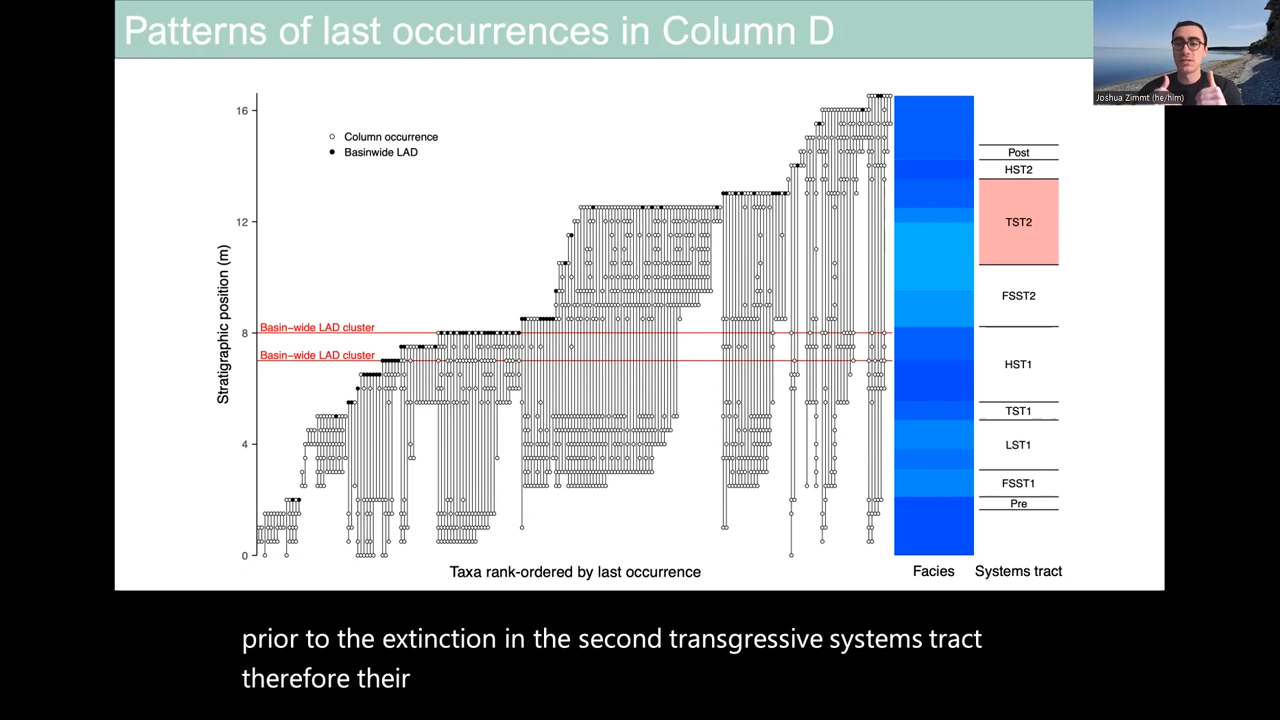 Patterns of last occurrences in Column D
Joshua Zimmt (he/him)
Column occurrence
Basinwide LAD
16
12
8
4
0
Stratigraphic position (m)
Basin−wide LAD cluster
Basin−wide LAD cluster
Post
HST2
TST2
FSST2
HST1
TST1
LST1
FSST1
Pre
Taxa rank-ordered by last occurrence
Facies
Systems tract
prior to the extinction in the second transgressive systems tract
therefore their